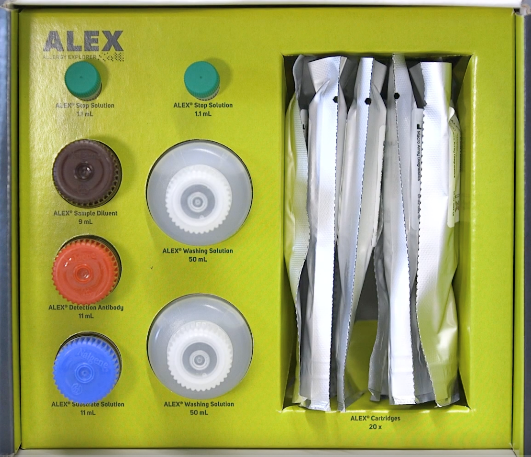 ALEX
ALLERGY EXPLORER
ALEX® Stop Solution
1.1 mL
ALEX® Stop Solution
1.1 mL
ALEX® Sample Diluent
9 mL
ALEX® Washing Solution
50 mL
ALEX® Detection Antibody
11 mL
ALEX® Substrate Solution
11 mL
ALEX® Washing Solution
50 mL
ALEX® Cartridges
20 x